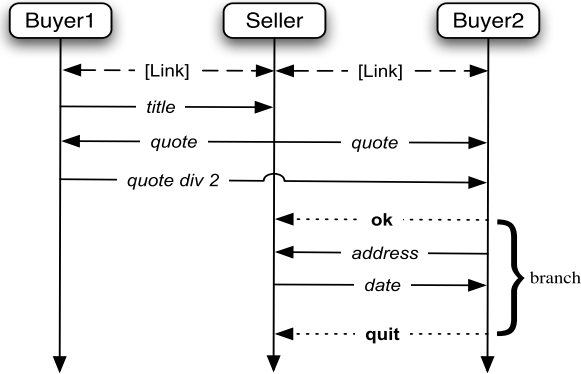 Buyer1 Seller Buyer2
[Link] [Link]
title
quote quote
quote div 2
ok
address
date
branch
quit